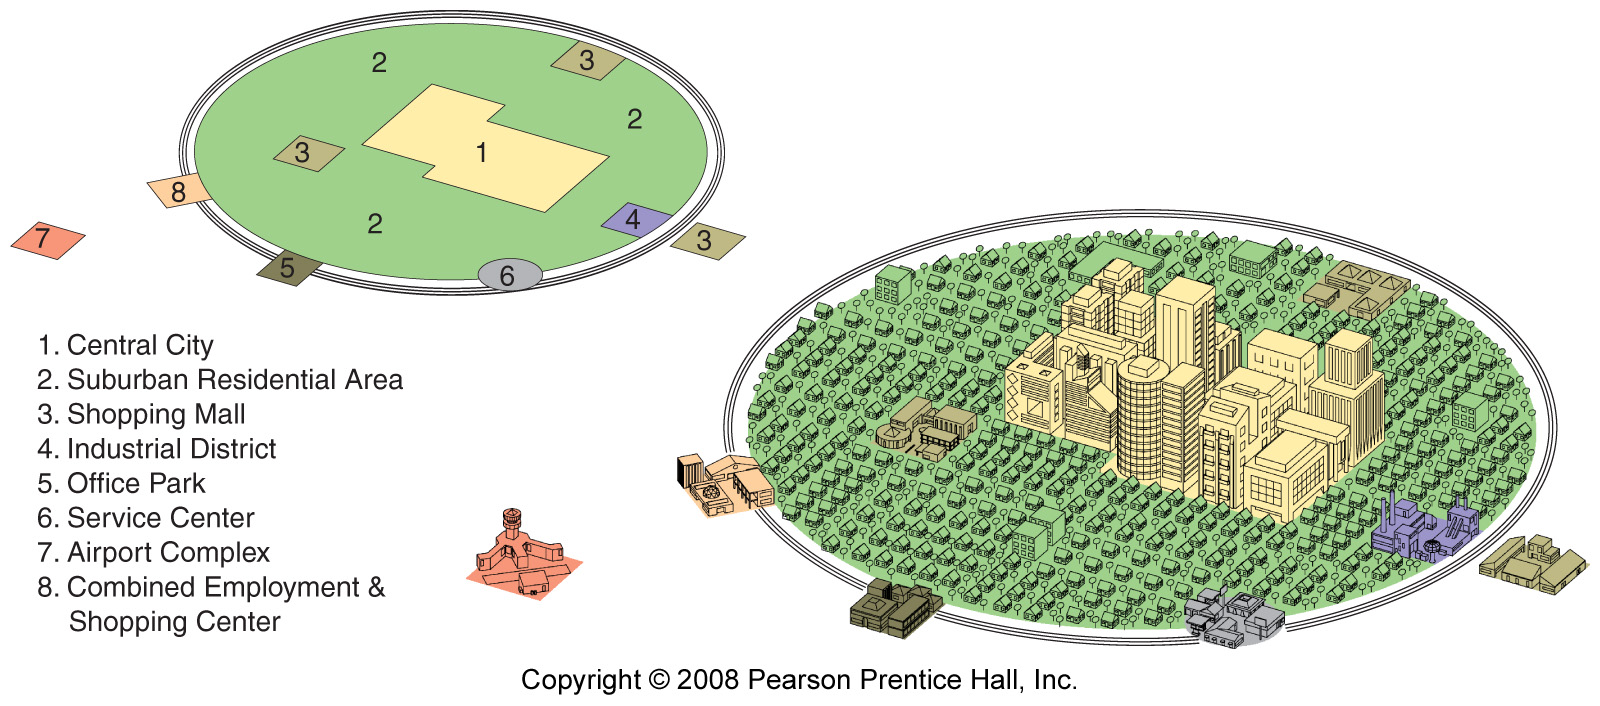 2
3
2
3
1
8
2
4
7
3
5
6
1. Central City
2. Suburban Residential Area
3. Shopping Mall
4. Industrial District
5. Office Park
6. Service Center
7. Airport Complex
8. Combined Employment &
Shopping Center
Copyright © 2008 Pearson Prentice Hall, Inc.